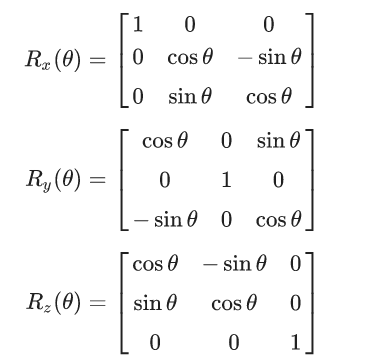 R_x(θ) = [1 0 0
0 cos θ − sin θ
0 sin θ cos θ]
R_y(θ) = [cos θ 0 sin θ
0 1 0
− sin θ 0 cos θ]
R_z(θ) = [cos θ − sin θ 0
sin θ cos θ 0
0 0 1]